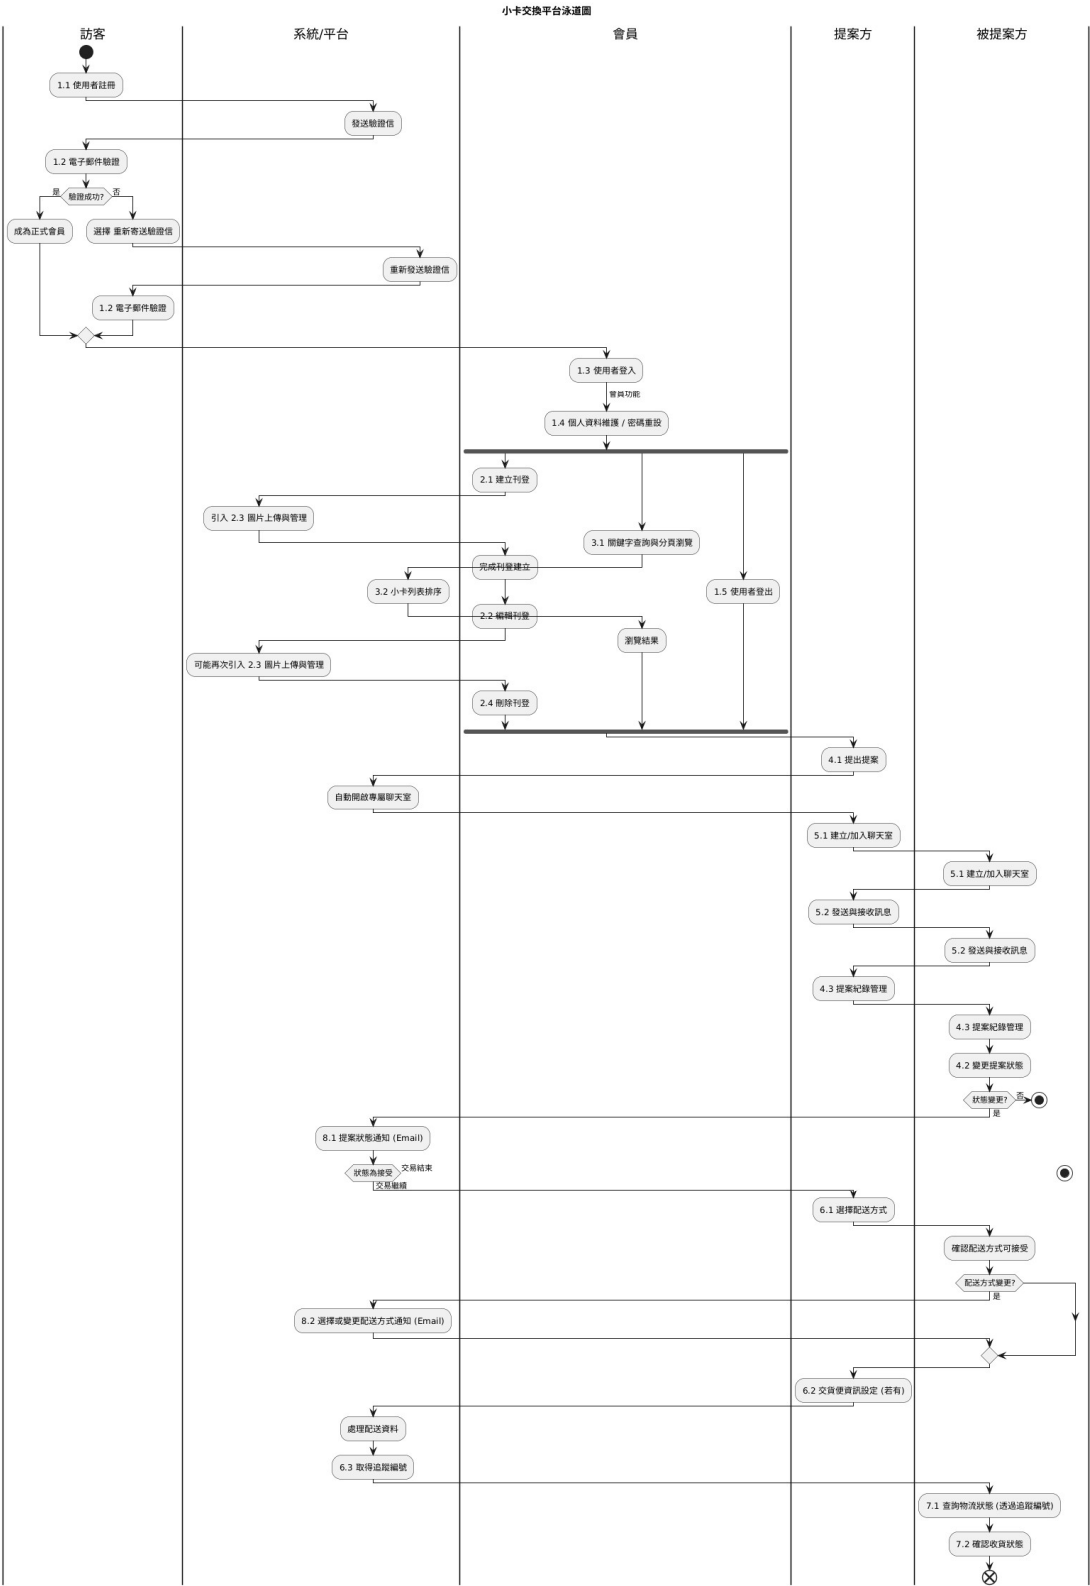 小卡交換平台泳道圖
訪客
系統/平台
會員
提案方
被提案方
1.1 使用者註冊
發送驗證信
1.2 電子郵件驗證
是
驗證成功?
否
成為正式會員
選擇 重新寄送驗證信
重新發送驗證信
1.2 電子郵件驗證
1.3 使用者登入
會員功能
1.4 個人資料維護 / 密碼重設
2.1 建立刊登
引入 2.3 圖片上傳與管理
3.1 關鍵字查詢與分頁瀏覽
完成刊登建立
3.2 小卡列表排序
1.5 使用者登出
2.2 編輯刊登
瀏覽結果
可能再次引入 2.3 圖片上傳與管理
2.4 刪除刊登
4.1 提出提案
自動開啟專屬聊天室
5.1 建立/加入聊天室
5.1 建立/加入聊天室
5.2 發送與接收訊息
5.2 發送與接收訊息
4.3 提案紀錄管理
4.3 提案紀錄管理
4.2 變更提案狀態
狀態變更?
否
是
8.1 提案狀態通知 (Email)
狀態為接受
交易結束
交易繼續
6.1 選擇配送方式
確認配送方式可接受
配送方式變更?
是
8.2 選擇或變更配送方式通知 (Email)
6.2 交貨便資訊設定 (若有)
處理配送資料
6.3 取得追蹤編號
7.1 查詢物流狀態 (透過追蹤編號)
7.2 確認收貨狀態